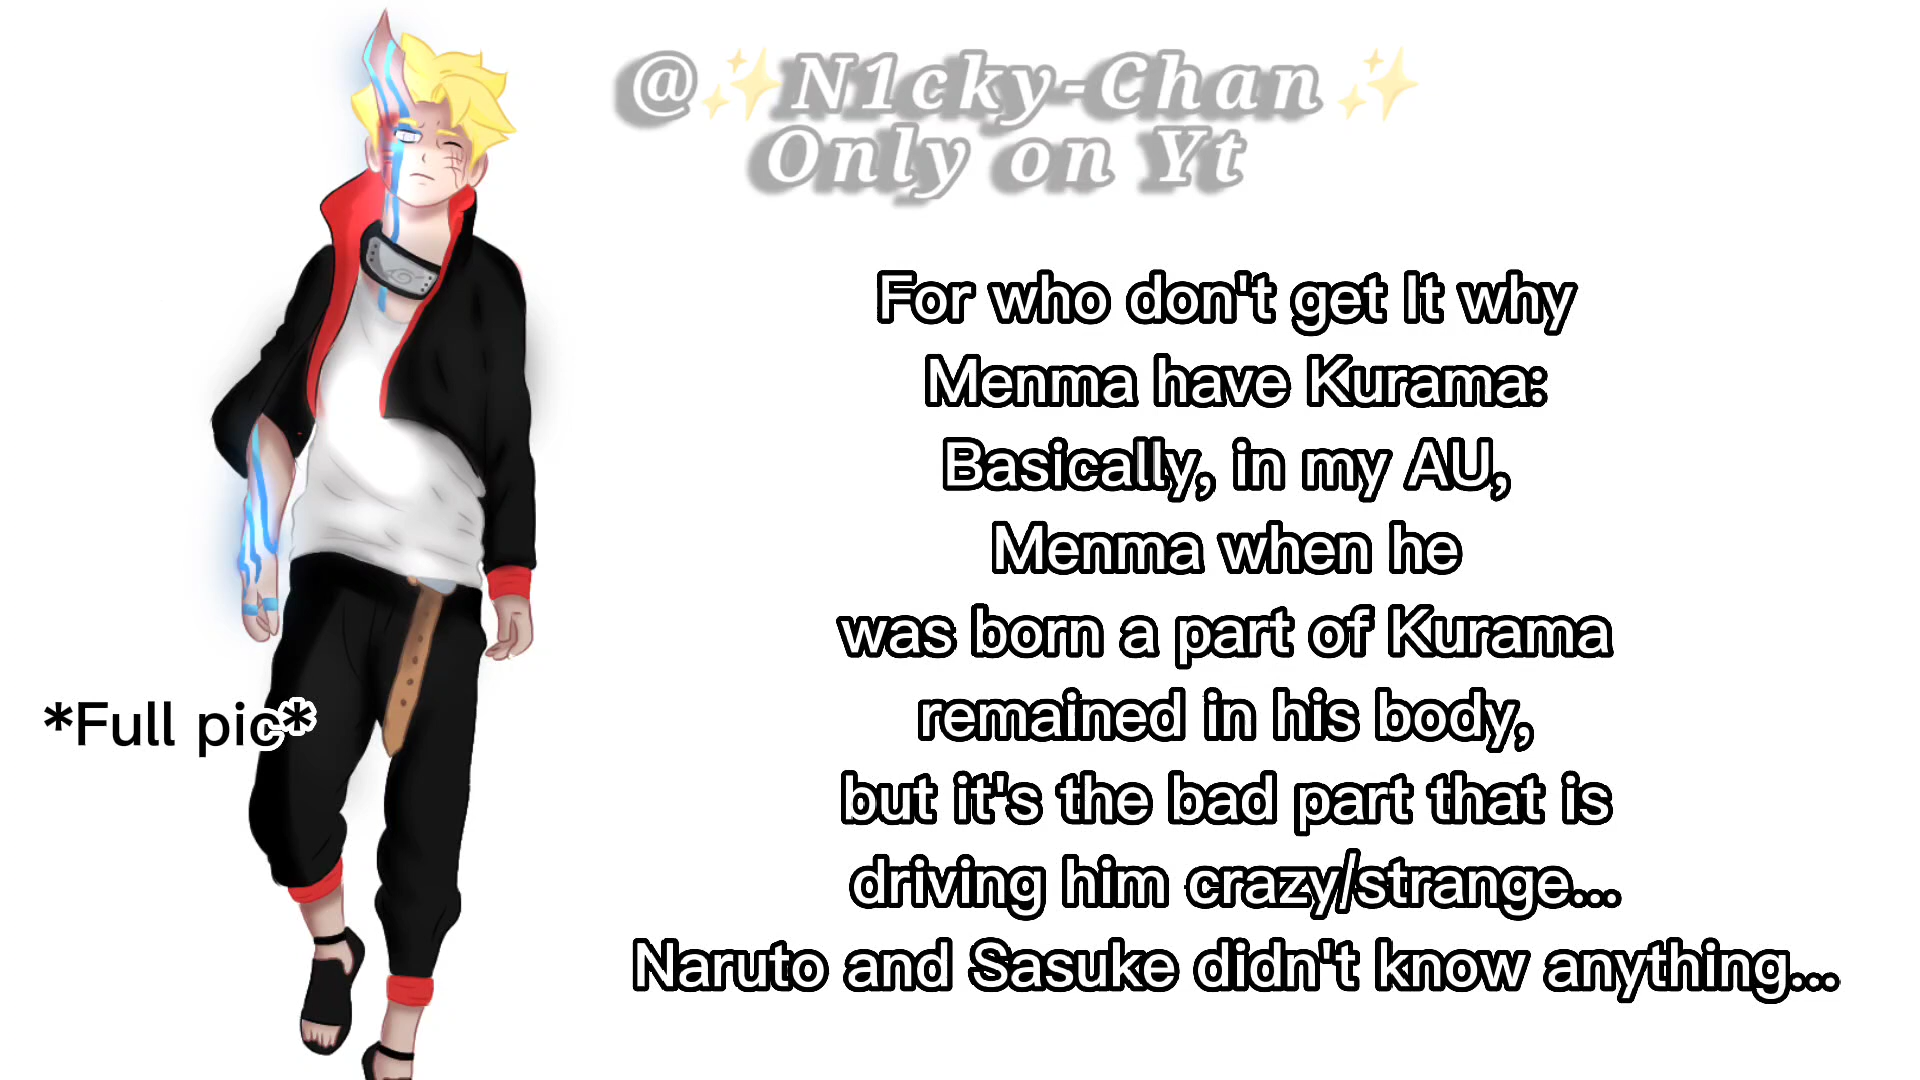 @✨N1cky-Chan✨
Only on Yt
For who don't get It why
Menma have Kurama:
Basically, in my AU,
Menma when he
was born a part of Kurama
remained in his body,
but it's the bad part that is
driving him crazy/strange...
Naruto and Sasuke didn't know anything...
*Full pic*